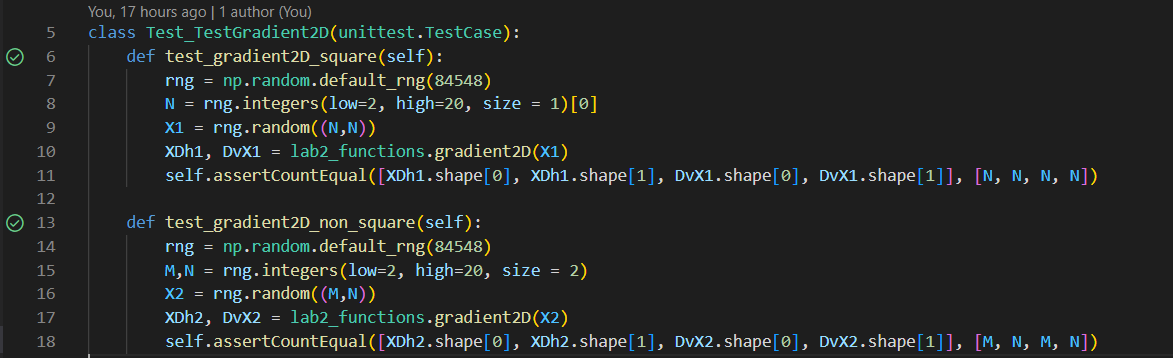 You, 17 hours ago | 1 author (You)
5 class Test_TestGradient2D(unittest.TestCase):
6 def test_gradient2D_square(self):
7 rng = np.random.default_rng(84548)
8 N = rng.integers(low=2, high=20, size = 1)[0]
9 X1 = rng.random((N,N))
10 XDh1, DvX1 = lab2_functions.gradient2D(X1)
11 self.assertCountEqual([XDh1.shape[0], XDh1.shape[1], DvX1.shape[0], DvX1.shape[1]], [N, N, N, N])
12
13 def test_gradient2D_non_square(self):
14 rng = np.random.default_rng(84548)
15 M,N = rng.integers(low=2, high=20, size = 2)
16 X2 = rng.random((M,N))
17 XDh2, DvX2 = lab2_functions.gradient2D(X2)
18 self.assertCountEqual([XDh2.shape[0], XDh2.shape[1], DvX2.shape[0], DvX2.shape[1]], [M, N, M, N])